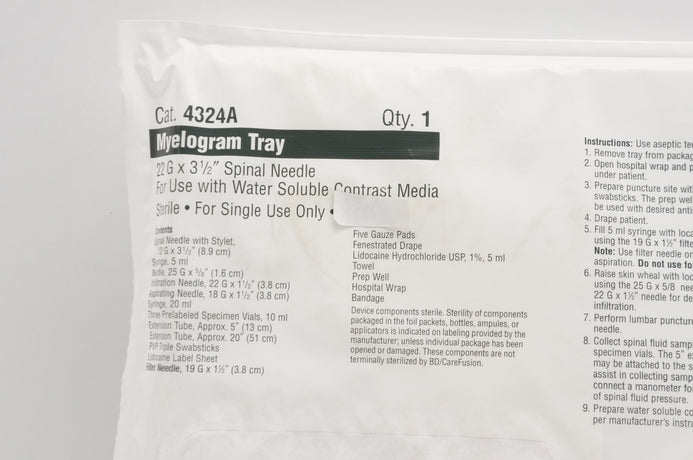 Cat. 4324A Qty. 1
Myelogram Tray
22 G x 3½" Spinal Needle
For Use with Water Soluble Contrast Media
Sterile • For Single Use Only •
Contents
Spinal Needle with Stylet,
22 G x 3½" (8.9 cm)
Syringe, 5 ml
Needle, 25 G x ⅝" (1.6 cm)
Infiltration Needle, 22 G x 1½" (3.8 cm)
Aspirating Needle, 18 G x 1½" (3.8 cm)
Syringe, 20 ml
Three Prelabeled Specimen Vials, 10 ml
Extension Tube, Approx. 5" (13 cm)
Extension Tube, Approx. 20" (51 cm)
PVP Triple Swabsticks
Lidocaine Label Sheet
Filter Needle, 19 G x 1½" (3.8 cm)
Five Gauze Pads
Fenestrated Drape
Lidocaine Hydrochloride USP, 1%, 5 ml
Towel
Prep Well
Hospital Wrap
Bandage
Device components sterile. Sterility of components
packaged in the foil packets, bottles, ampules, or
applicators is indicated on labeling provided by the
manufacturer; unless individual package has been
opened or damaged. These components are not
terminally sterilized by BD/CareFusion.
Instructions: Use aseptic te
1. Remove tray from packag
2. Open hospital wrap and p
under patient.
3. Prepare puncture site wit
swabsticks. The prep wel
be used with desired anti
4. Drape patient.
5. Fill 5 ml syringe with loca
using the 19 G x 1½" filte
Note: Use filter needle on
aspiration. Do not use fo
6. Raise skin wheal with loc
using the 25 G x 5/8 nee
22 G x 1½" needle for de
infiltration.
7. Perform lumbar punctur
needle.
8. Collect spinal fluid samp
specimen vials. The 5" e
may be attached to the s
assist in collecting samp
connect a manometer fo
of spinal fluid pressure.
9. Prepare water soluble co
per manufacturer's instru